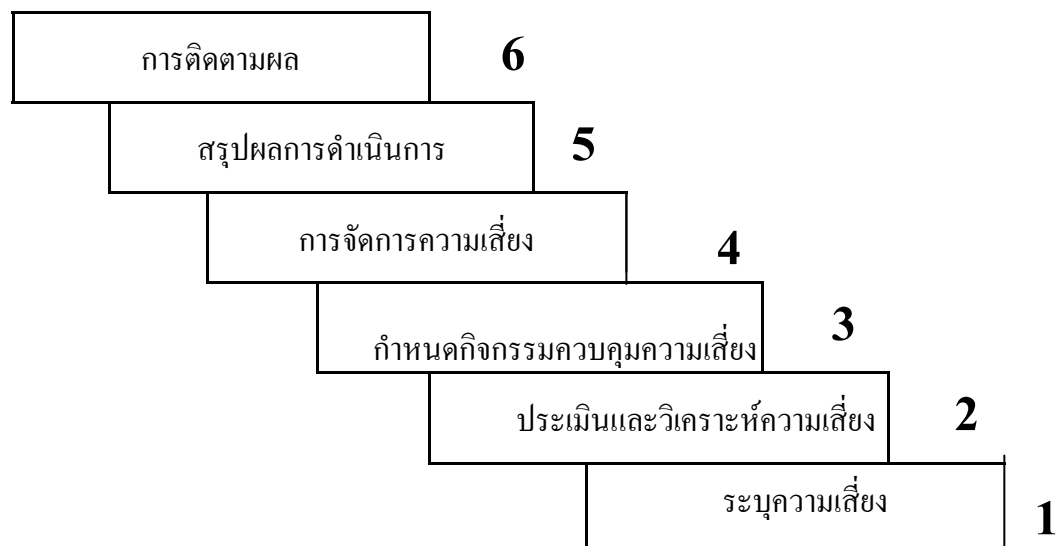 การติดตามผล 6
สรุปผลการดำเนินการ 5
การจัดการความเสี่ยง 4
กำหนดกิจกรรมควบคุมความเสี่ยง 3
ประเมินและวิเคราะห์ความเสี่ยง 2
ระบุความเสี่ยง 1